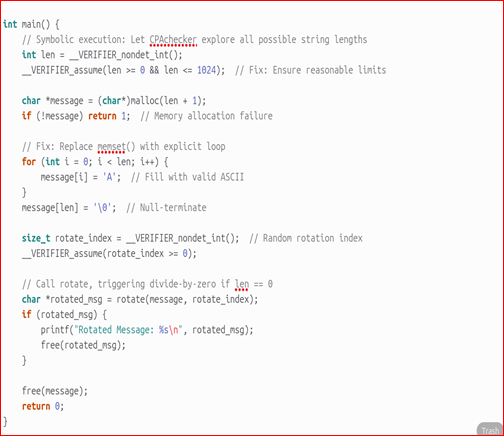 int main() {
    // Symbolic execution: Let CPAchecker explore all possible string lengths
    int len = __VERIFIER_nondet_int();
    __VERIFIER_assume(len >= 0 && len <= 1024);  // Fix: Ensure reasonable limits
    char *message = (char*)malloc(len + 1);
    if (!message) return 1;  // Memory allocation failure
    // Fix: Replace memset() with explicit loop
    for (int i = 0; i < len; i++) {
        message[i] = 'A';  // Fill with valid ASCII
    }
    message[len] = '\0';  // Null-terminate
    size_t rotate_index = __VERIFIER_nondet_int();  // Random rotation index
    __VERIFIER_assume(rotate_index >= 0);
    // Call rotate, triggering divide-by-zero if len == 0
    char *rotated_msg = rotate(message, rotate_index);
    if (rotated_msg) {
        printf("Rotated Message: %s\n", rotated_msg);
        free(rotated_msg);
    }
    free(message);
    return 0;
}
Trash